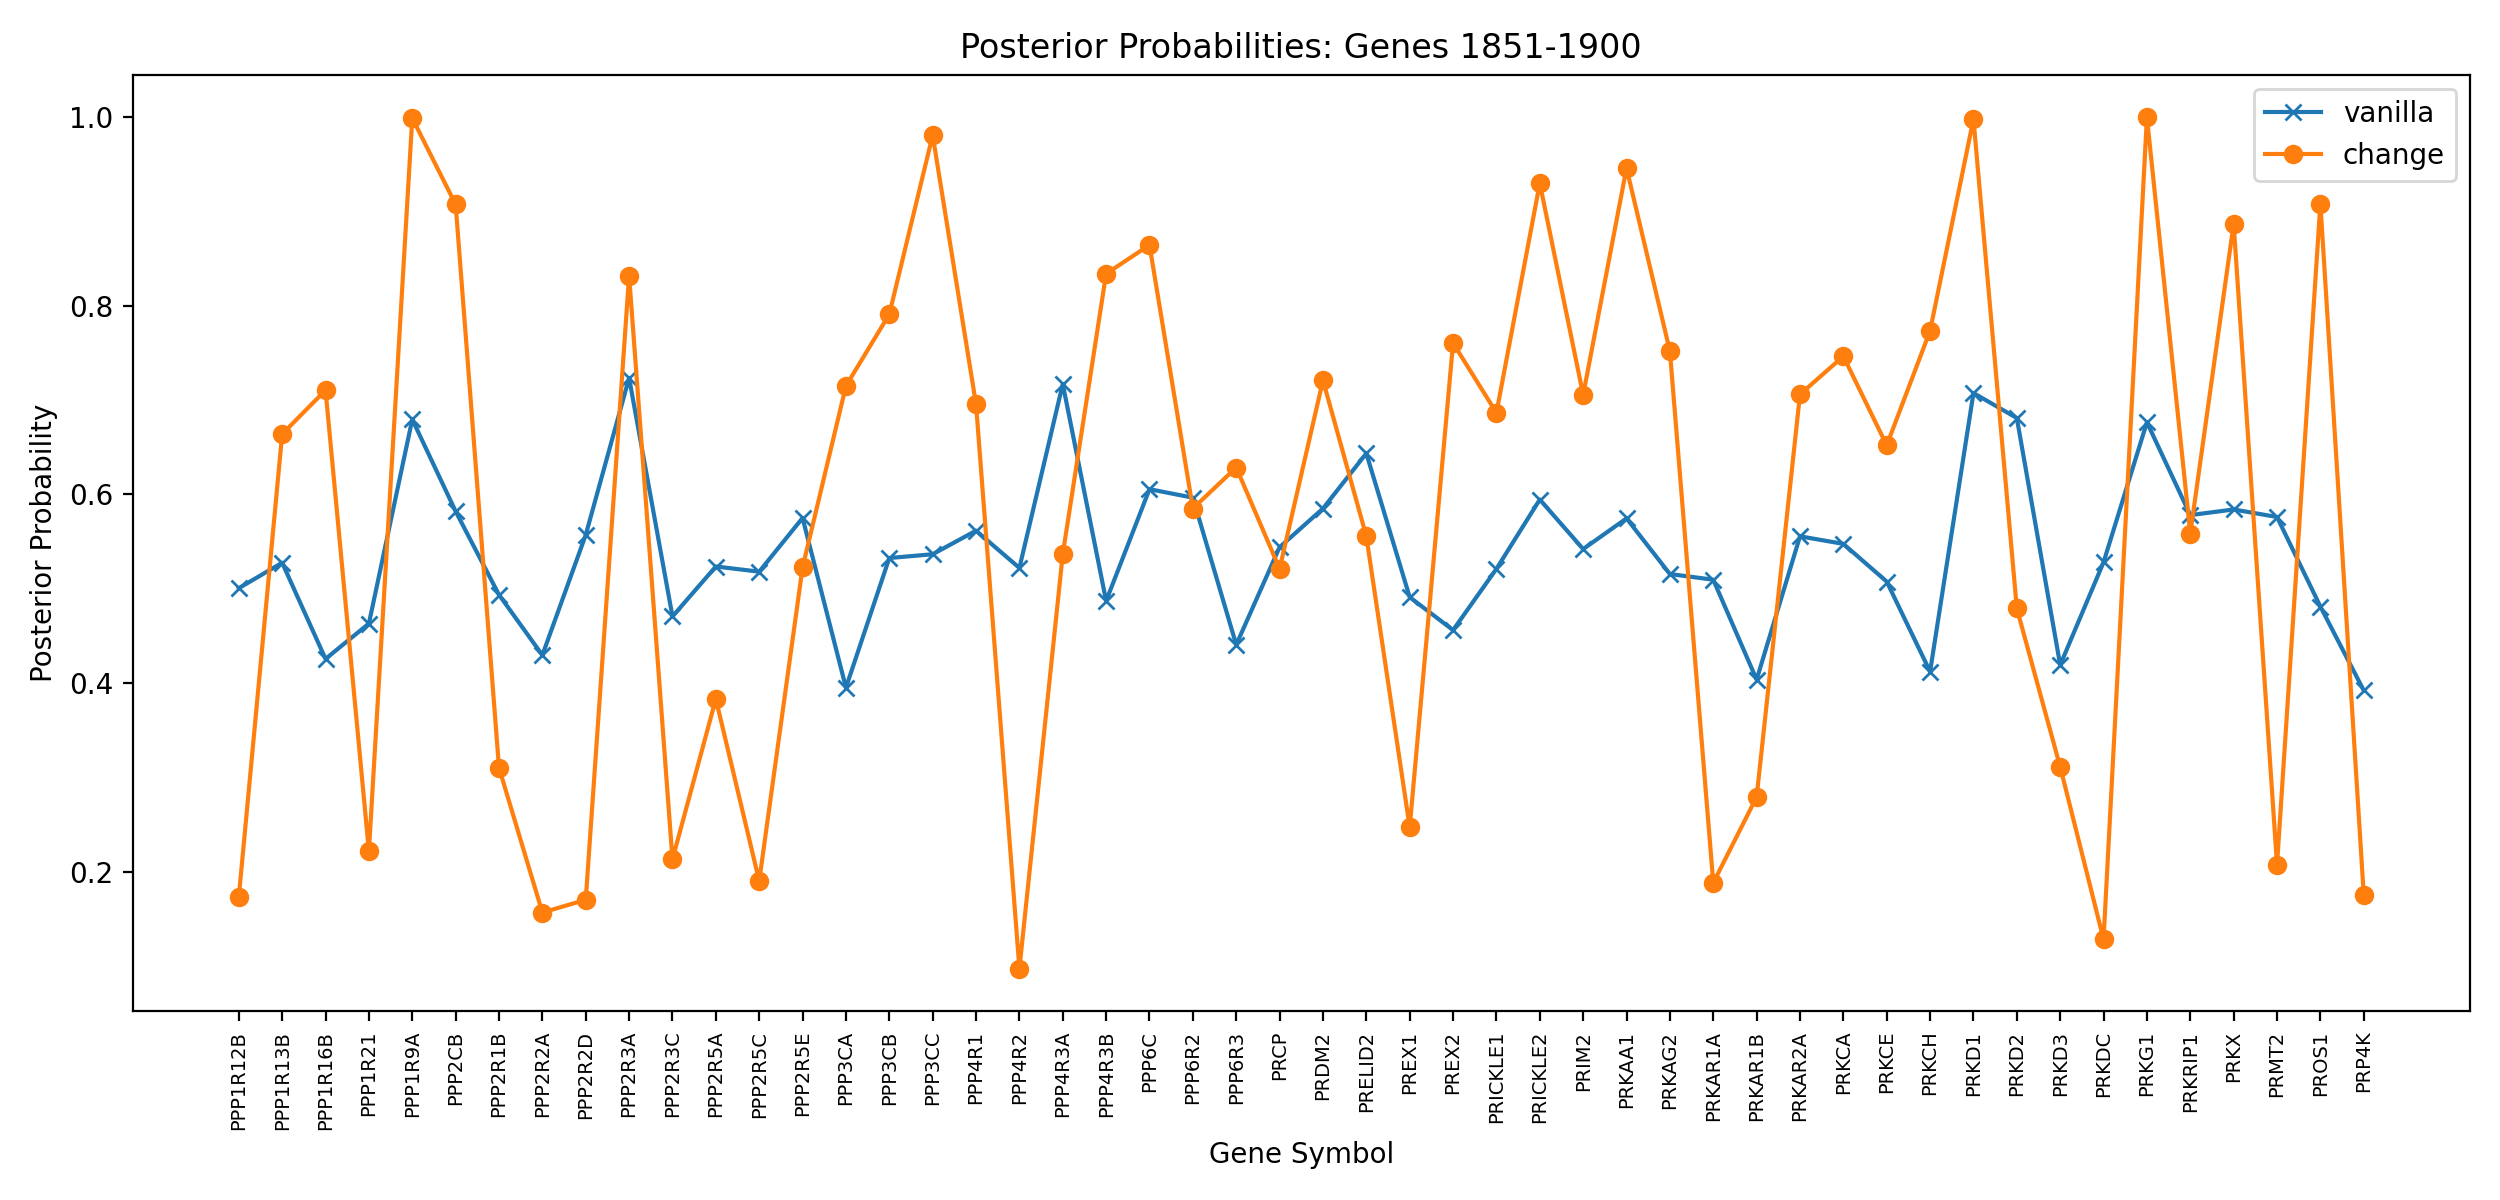 Posterior Probabilities: Genes 1851-1900
vanilla
change
Posterior Probability
1.0
0.8
0.6
0.4
0.2
PPP1R12B
PPP1R13B
PPP1R16B
PPP1R21
PPP1R9A
PPP2CB
PPP2R1B
PPP2R2A
PPP2R2D
PPP2R3A
PPP2R3C
PPP2R5A
PPP2R5C
PPP2R5E
PPP3CA
PPP3CB
PPP3CC
PPP4R1
PPP4R2
PPP4R3A
PPP4R3B
PPP6C
PPP6R2
PPP6R3
PRCP
PRDM2
PRELID2
PREX1
PREX2
PRICKLE1
PRICKLE2
PRIM2
PRKAA1
PRKAG2
PRKAR1A
PRKAR1B
PRKAR2A
PRKCA
PRKCE
PRKCH
PRKD1
PRKD2
PRKD3
PRKDC
PRKG1
PRKRIP1
PRKX
PRMT2
PROS1
PRP4K
Gene Symbol